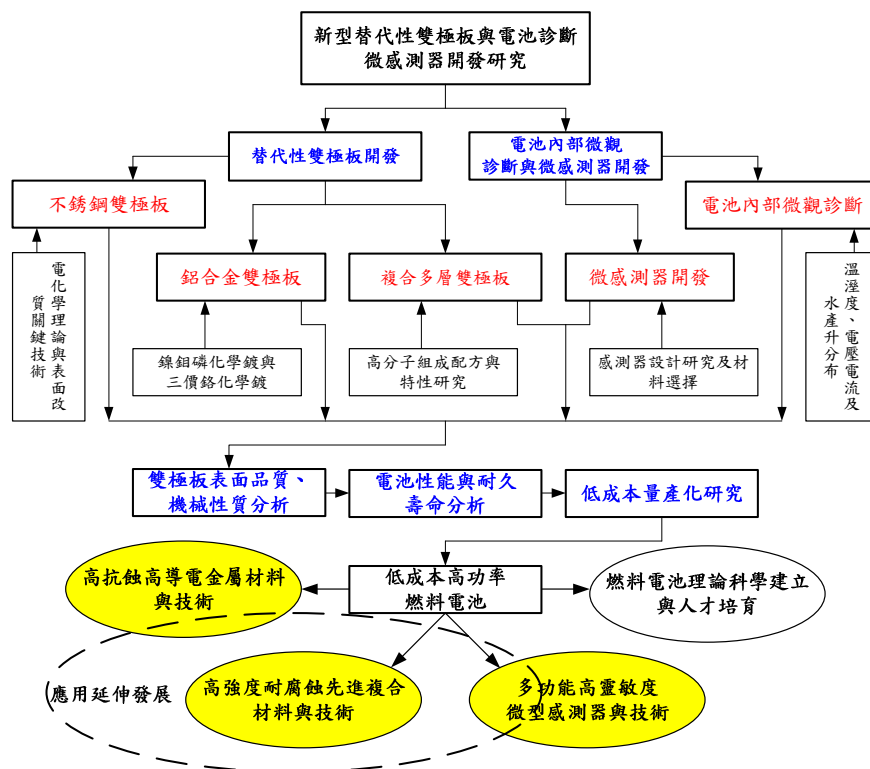 新型替代性雙極板與電池診斷
微感測器開發研究
替代性雙極板開發
電池內部微觀
診斷與微感測器開發
不銹鋼雙極板
電池內部微觀診斷
鋁合金雙極板
複合多層雙極板
微感測器開發
電化學理論與表面改
質關鍵技術
鎳鉬磷化學鍍與
三價鉻化學鍍
高分子組成配方與
特性研究
感測器設計研究及材
料選擇
溫溼度、電壓電流及
水產升分布
雙極板表面品質、
機械性質分析
電池性能與耐久
壽命分析
低成本量產化研究
高抗蝕高導電金屬材料
與技術
低成本高功率
燃料電池
燃料電池理論科學建立
與人才培育
應用延伸發展
高強度耐腐蝕先進複合
材料與技術
多功能高靈敏度
微型感測器與技術